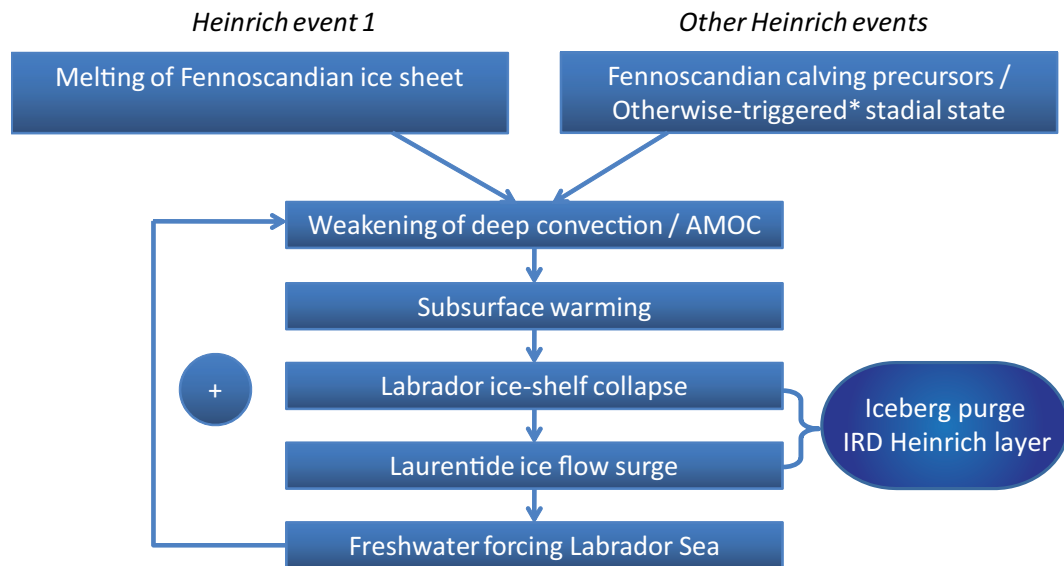 Heinrich event 1
Other Heinrich events
Melting of Fennoscandian ice sheet
Fennoscandian calving precursors /
Otherwise-triggered* stadial state
Weakening of deep convection / AMOC
Subsurface warming
+
Labrador ice-shelf collapse
Iceberg purge
IRD Heinrich layer
Laurentide ice flow surge
Freshwater forcing Labrador Sea